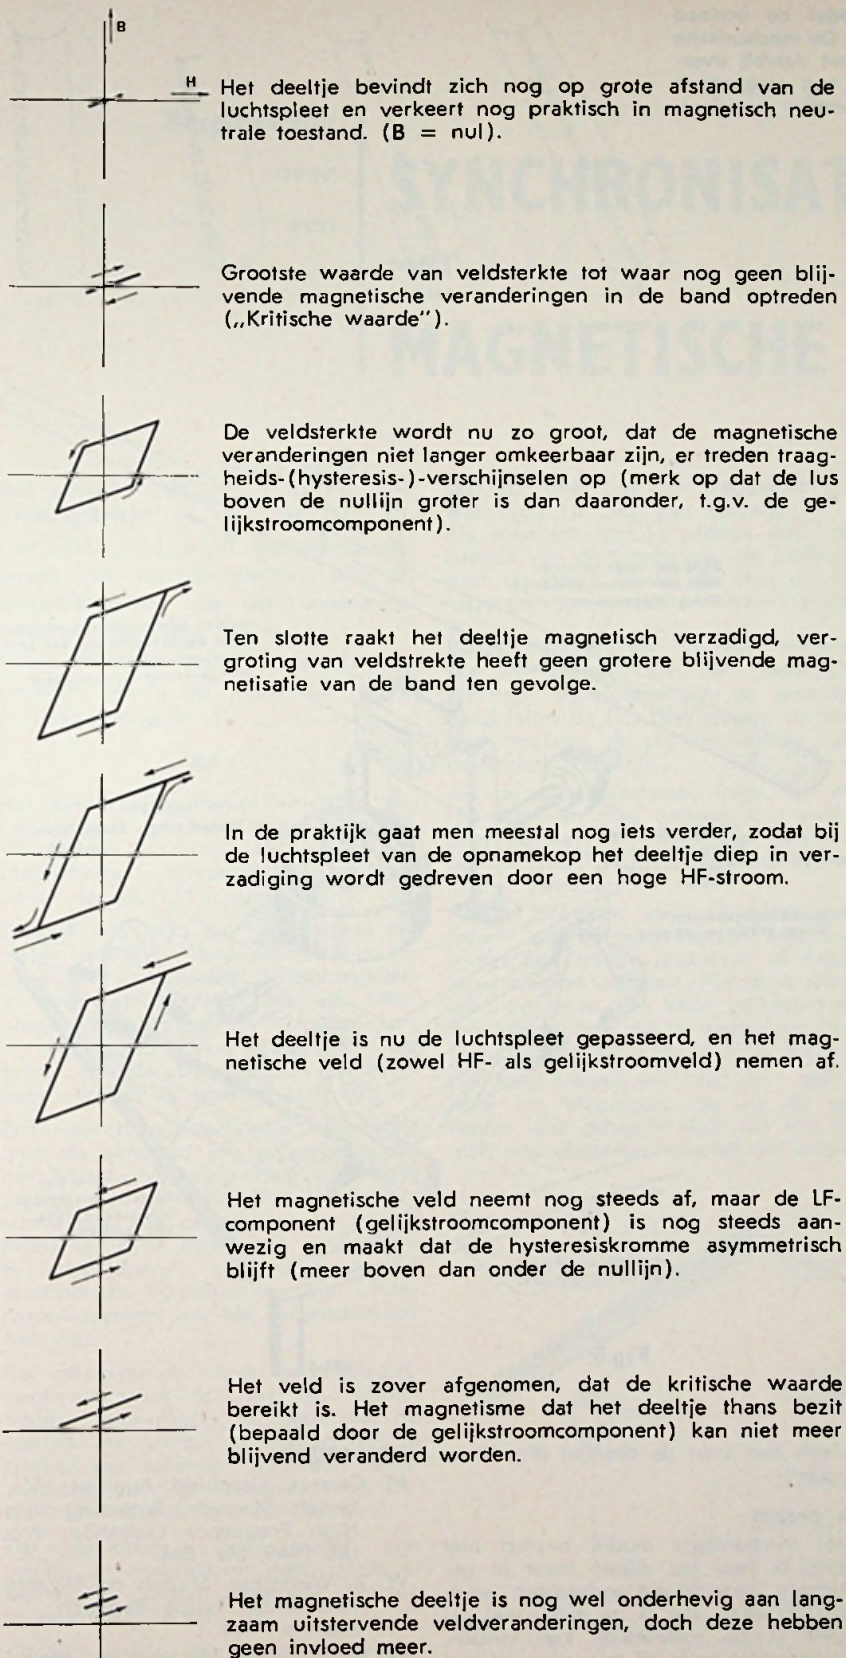 B
H
Het deeltje bevindt zich nog op grote afstand van de
luchtspleet en verkeert nog praktisch in magnetisch neu-
trale toestand. (B = nul).
Grootste waarde van veldsterkte tot waar nog geen blij-
vende magnetische veranderingen in de band optreden
(„Kritische waarde").
De veldsterkte wordt nu zo groot, dat de magnetische
veranderingen niet langer omkeerbaar zijn, er treden traag-
heids-(hysteresis-)-verschijnselen op (merk op dat de lus
boven de nullijn groter is dan daaronder, t.g.v. de ge-
lijkstroomcomponent).
Ten slotte raakt het deeltje magnetisch verzadigd, ver-
groting van veldstrekte heeft geen grotere blijvende mag-
netisatie van de band ten gevolge.
In de praktijk gaat men meestal nog iets verder, zodat bij
de luchtspleet van de opnamekop het deeltje diep in ver-
zadiging wordt gedreven door een hoge HF-stroom.
Het deeltje is nu de luchtspleet gepasseerd, en het mag-
netische veld (zowel HF- als gelijkstroomveld) nemen af.
Het magnetische veld neemt nog steeds af, maar de LF-
component (gelijkstroomcomponent) is nog steeds aan-
wezig en maakt dat de hysteresiskromme asymmetrisch
blijft (meer boven dan onder de nullijn).
Het veld is zover afgenomen, dat de kritische waarde
bereikt is. Het magnetisme dat het deeltje thans bezit
(bepaald door de gelijkstroomcomponent) kan niet meer
blijvend veranderd worden.
Het magnetische deeltje is nog wel onderhevig aan lang-
zaam uitstervende veldveranderingen, doch deze hebben
geen invloed meer.